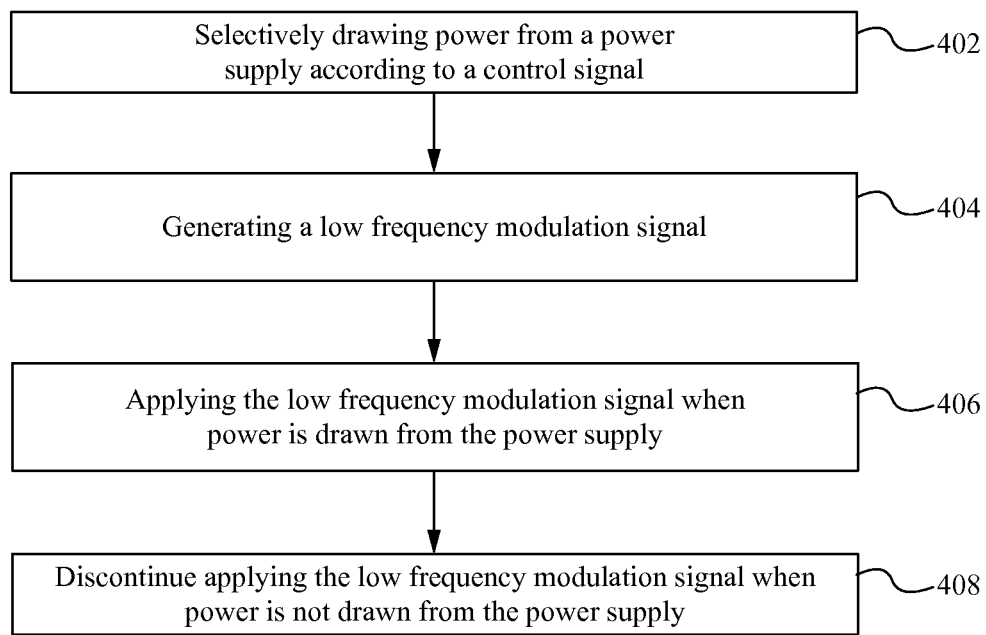 Selectively drawing power from a power
supply according to a control signal
402
Generating a low frequency modulation signal
404
Applying the low frequency modulation signal when
power is drawn from the power supply
406
Discontinue applying the low frequency modulation signal when
power is not drawn from the power supply
408